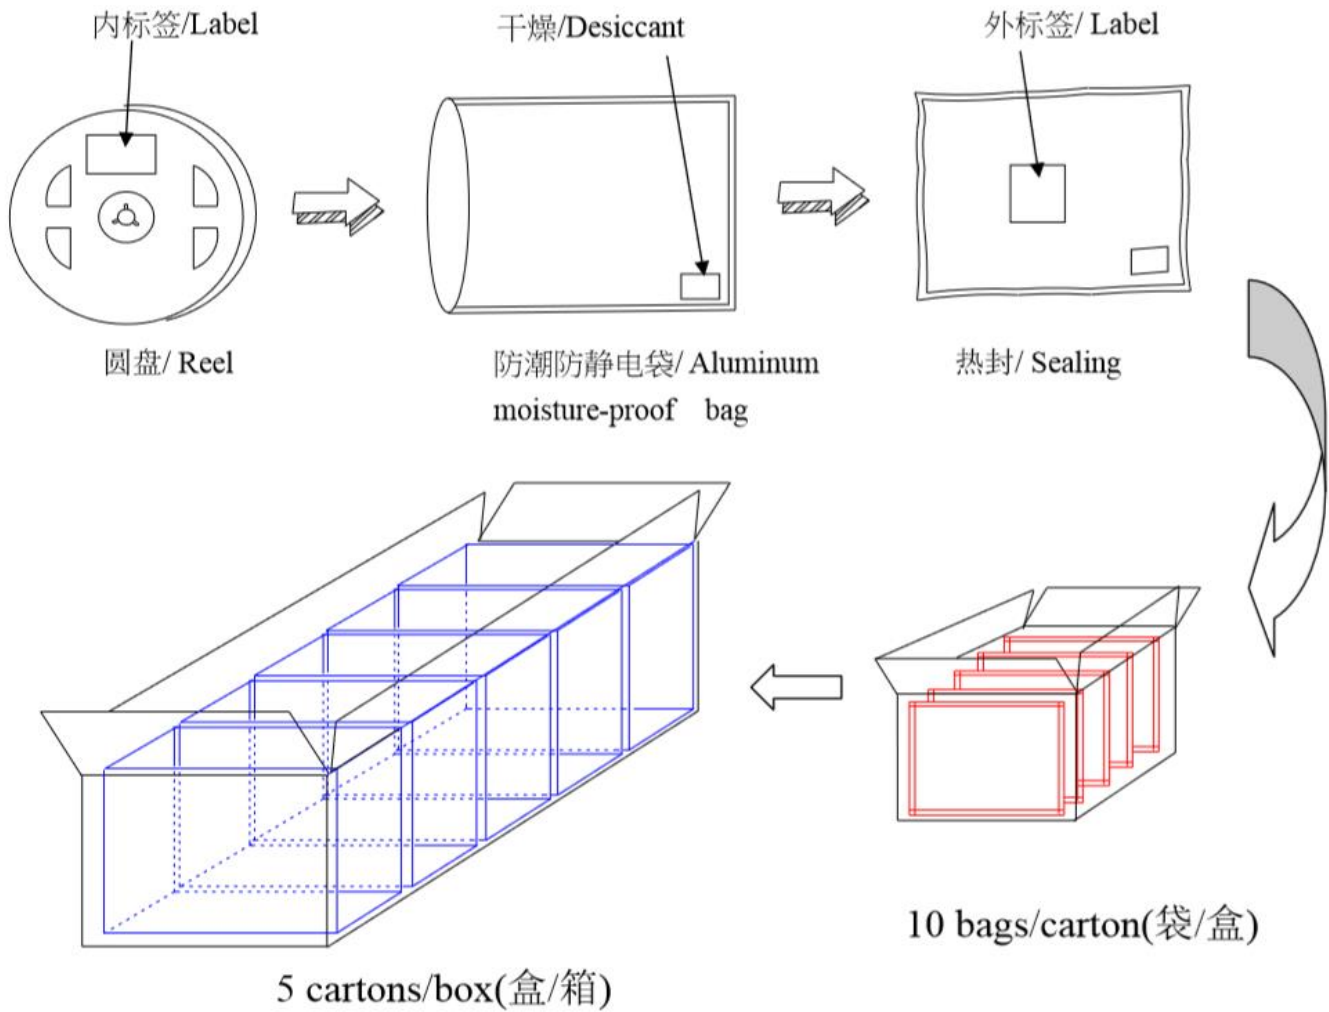 内标签/Label
干燥/Desiccant
外标签/ Label
圆盘/ Reel
防潮防静电袋/ Aluminum
moisture-proof bag
热封/ Sealing
10 bags/carton(袋/盒)
5 cartons/box(盒/箱)